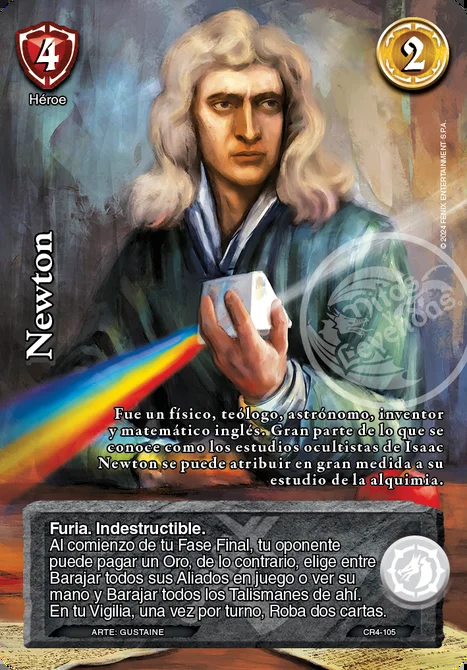 4
2
Héroe
© 2024 FENIX ENTERTAINMENT S.P.A.
Newton
Mitos y Leyendas
Fue un físico, teólogo, astrónomo, inventor
y matemático inglés. Gran parte de lo que se
conoce como los estudios ocultistas de Isaac
Newton se puede atribuir en gran medida a su
estudio de la alquimia.
Furia. Indestructible.
Al comienzo de tu Fase Final, tu oponente
puede pagar un Oro, de lo contrario, elige entre
Barajar todos sus Aliados en juego o ver su
mano y Barajar todos los Talismanes de ahí.
En tu Vigilia, una vez por turno, Roba dos cartas.
ARTE: GUSTAINE
CR4-105